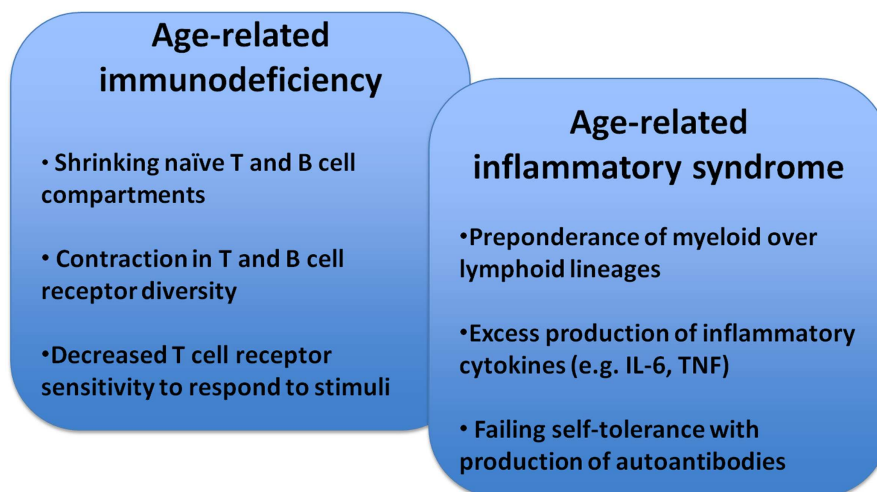 Age-related
immunodeficiency
• Shrinking naïve T and B cell
compartments
• Contraction in T and B cell
receptor diversity
•Decreased T cell receptor
sensitivity to respond to stimuli
Age-related
inflammatory syndrome
•Preponderance of myeloid over
lymphoid lineages
•Excess production of inflammatory
cytokines (e.g. IL-6, TNF)
• Failing self-tolerance with
production of autoantibodies